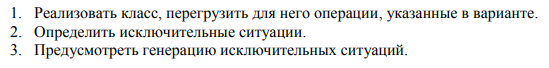 1. Реализовать класс, перегрузить для него операции, указанные в варианте.
2. Определить исключительные ситуации.
3. Предусмотреть генерацию исключительных ситуаций.